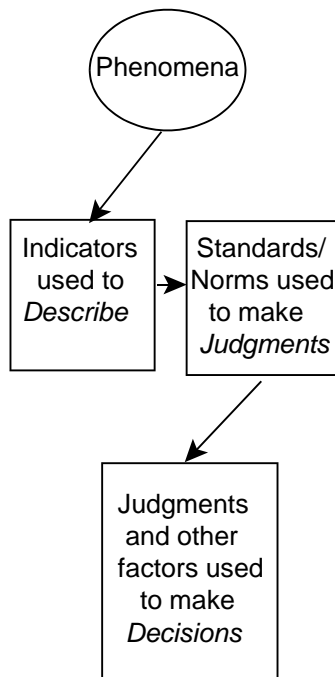 Phenomena
Indicators
used to
Describe
Standards/
Norms used
to make
Judgments
Judgments
and other
factors used
to make
Decisions